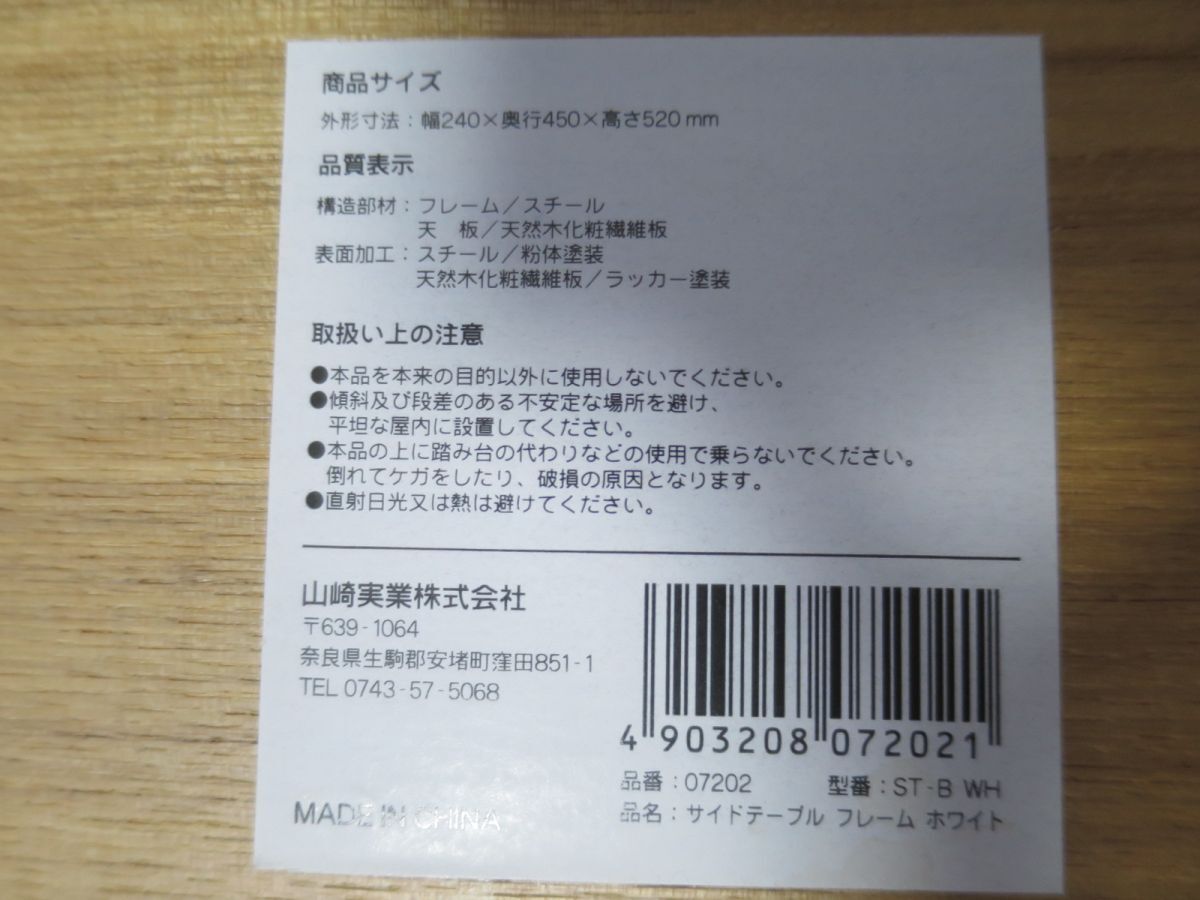 商品サイズ
外形寸法：幅240×奥行450×高さ520mm
品質表示
構造部材：フレーム／スチール
天　板／天然木化粧繊維板
表面加工：スチール／粉体塗装
天然木化粧繊維板／ラッカー塗装
取扱い上の注意
●本品を本来の目的以外に使用しないでください。
●傾斜及び段差のある不安定な場所を避け、
平坦な屋内に設置してください。
●本品の上に踏み台の代わりなどの使用で乗らないでください。
倒れてケガをしたり、破損の原因となります。
●直射日光又は熱は避けてください。
山崎実業株式会社
〒639-1064
奈良県生駒郡安堵町窪田851-1
TEL 0743-57-5068
MADE IN CHINA
4 903208 072021
品番：07202　型番：ST-B WH
品名：サイドテーブル フレーム ホワイト